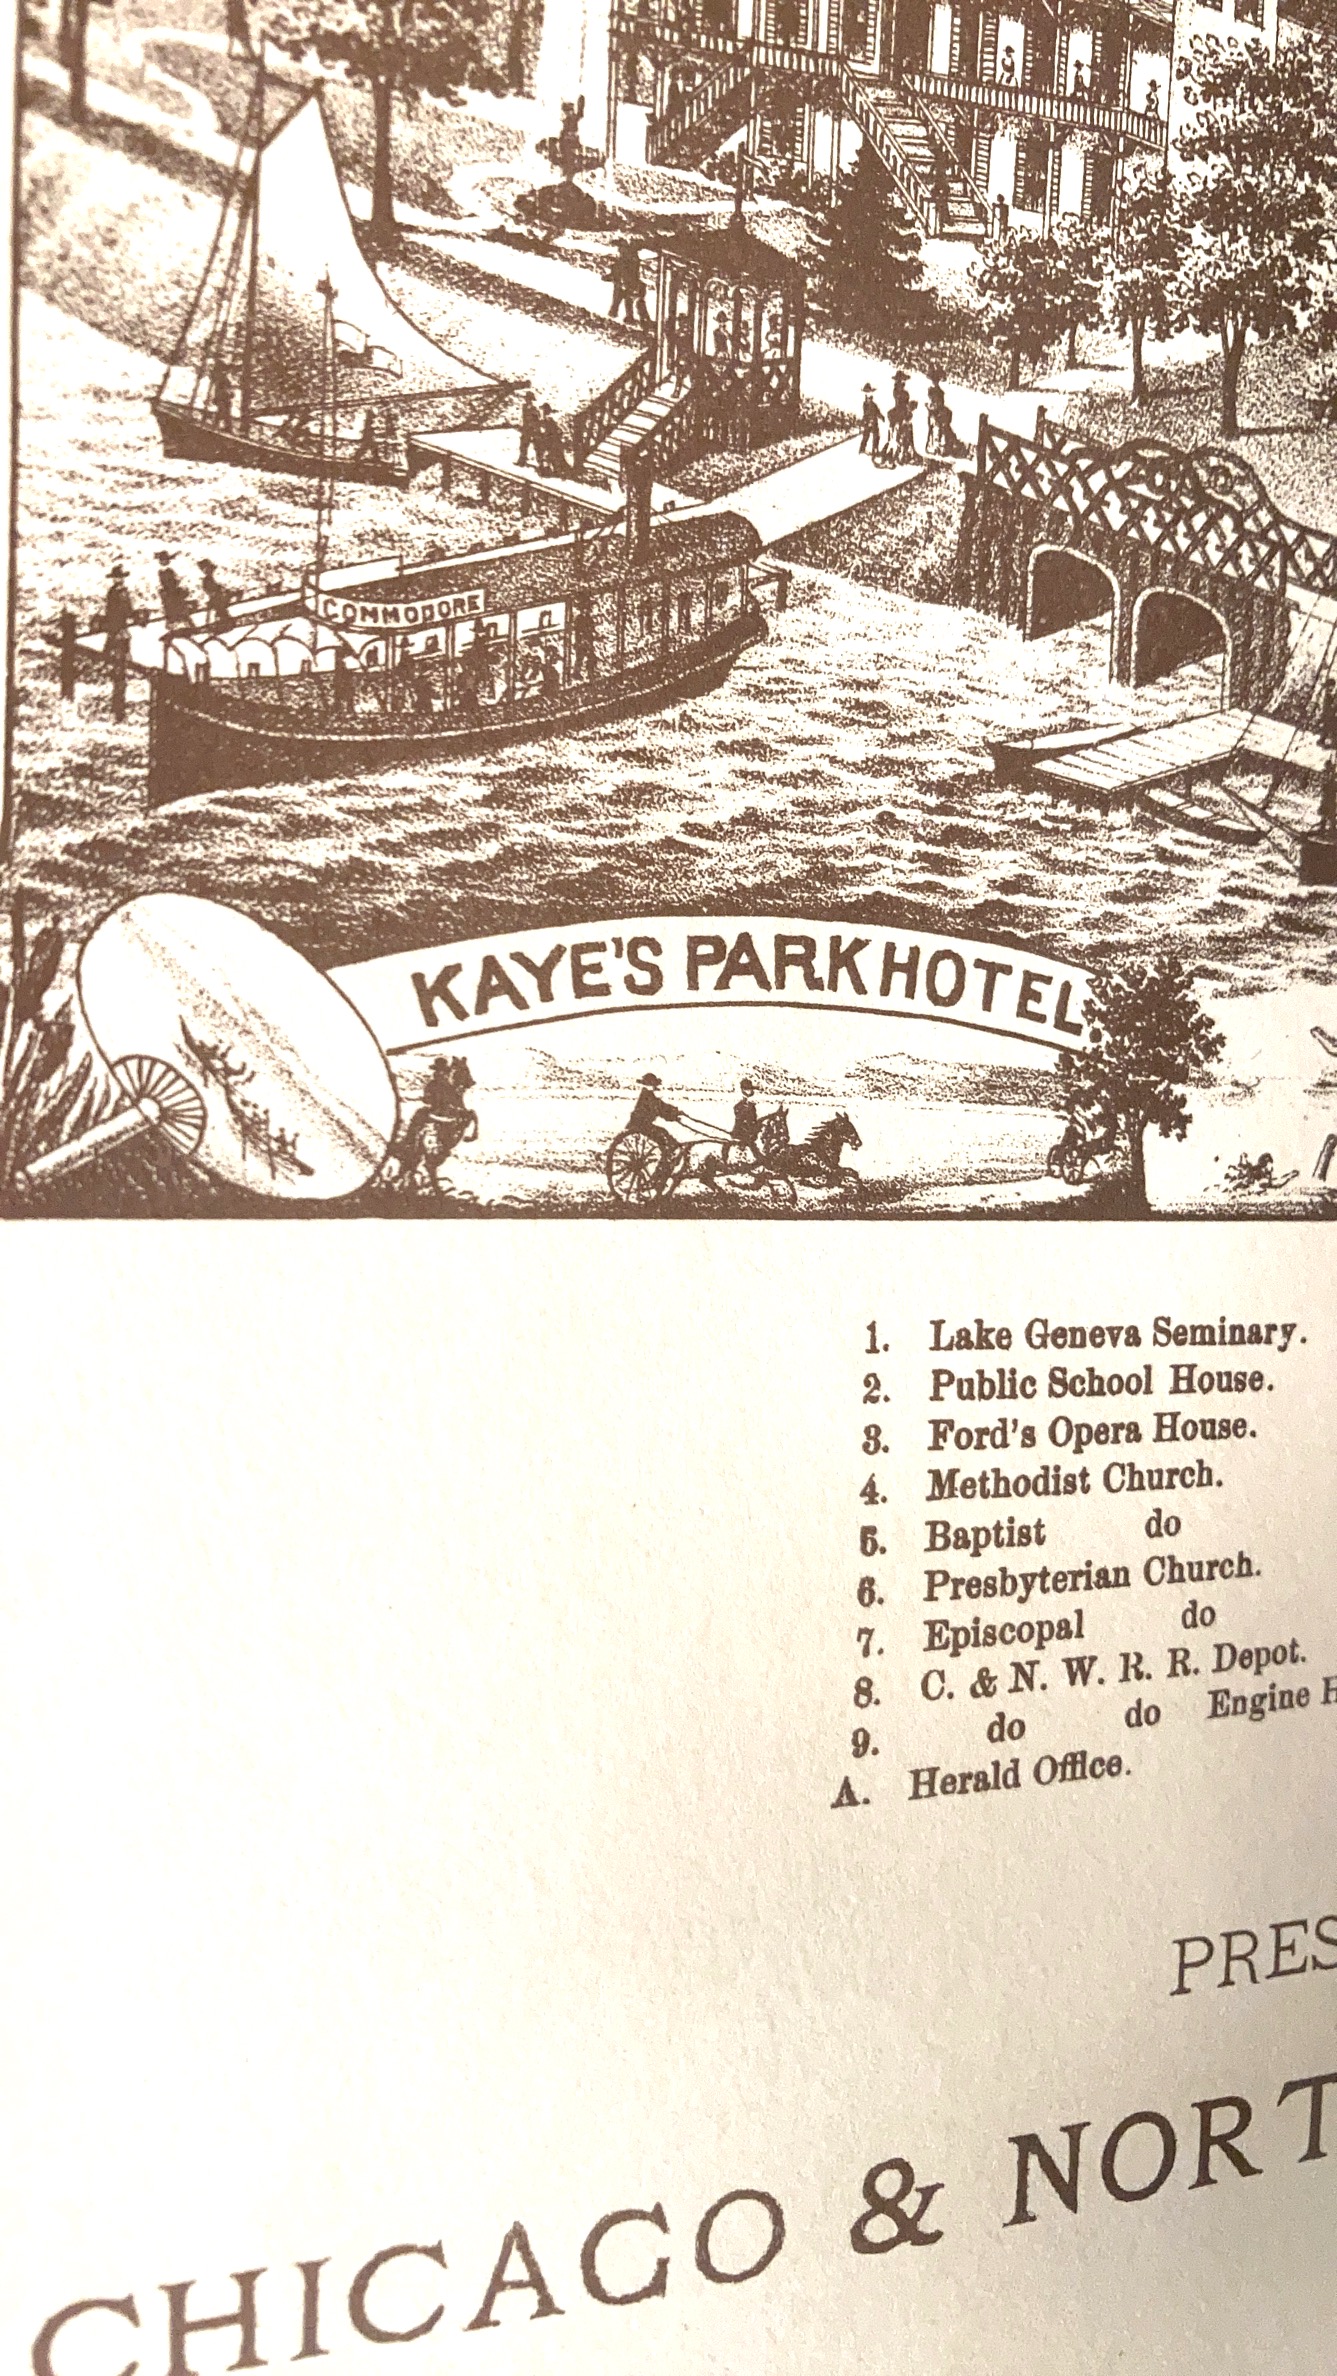 COMMODORE
KAYE'S PARK HOTEL
1. Lake Geneva Seminary.
2. Public School House.
3. Ford's Opera House.
4. Methodist Church.
5. Baptist do
6. Presbyterian Church.
7. Episcopal do
8. C. & N. W. R. R. Depot.
9. do do Engine H
A. Herald Office.
PRES
CHICAGO & NORT